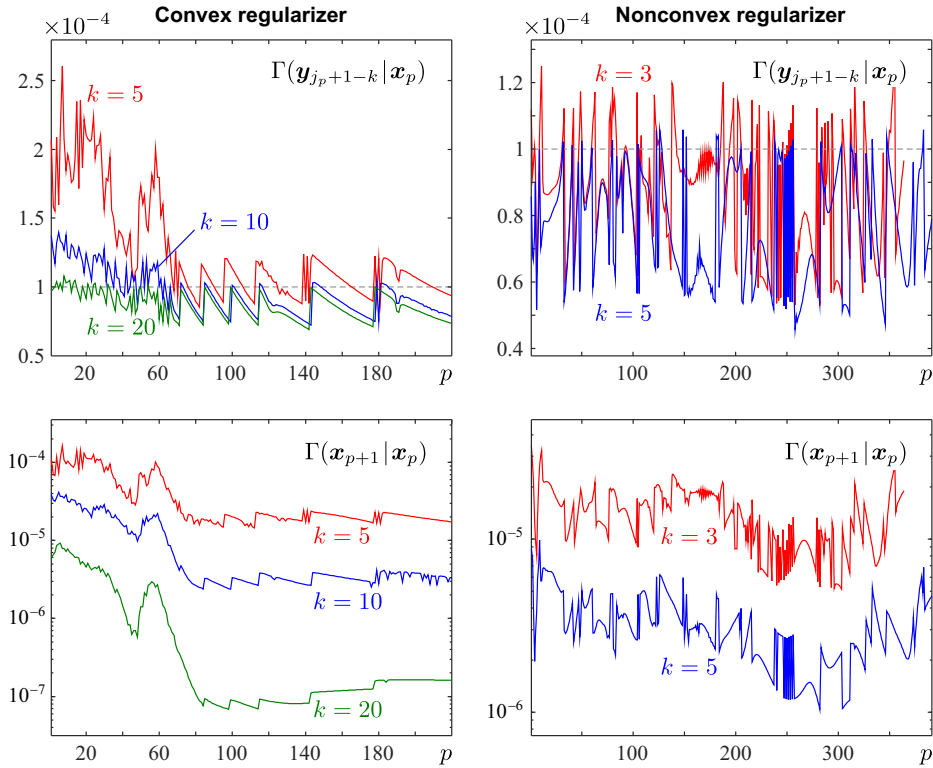 Convex regularizer
×10⁻⁴
Γ(y_{j_p+1−k} | x_p)
k = 5
k = 10
k = 20
2.5
2
1.5
1
0.5
20 60 100 140 180 p
Nonconvex regularizer
×10⁻⁴
Γ(y_{j_p+1−k} | x_p)
k = 3
k = 5
1.2
1
0.8
0.6
0.4
100 200 300 p
Γ(x_{p+1} | x_p)
k = 5
k = 10
k = 20
10⁻⁴
10⁻⁵
10⁻⁶
10⁻⁷
20 60 100 140 180 p
Γ(x_{p+1} | x_p)
k = 3
k = 5
10⁻⁵
10⁻⁶
100 200 300 p